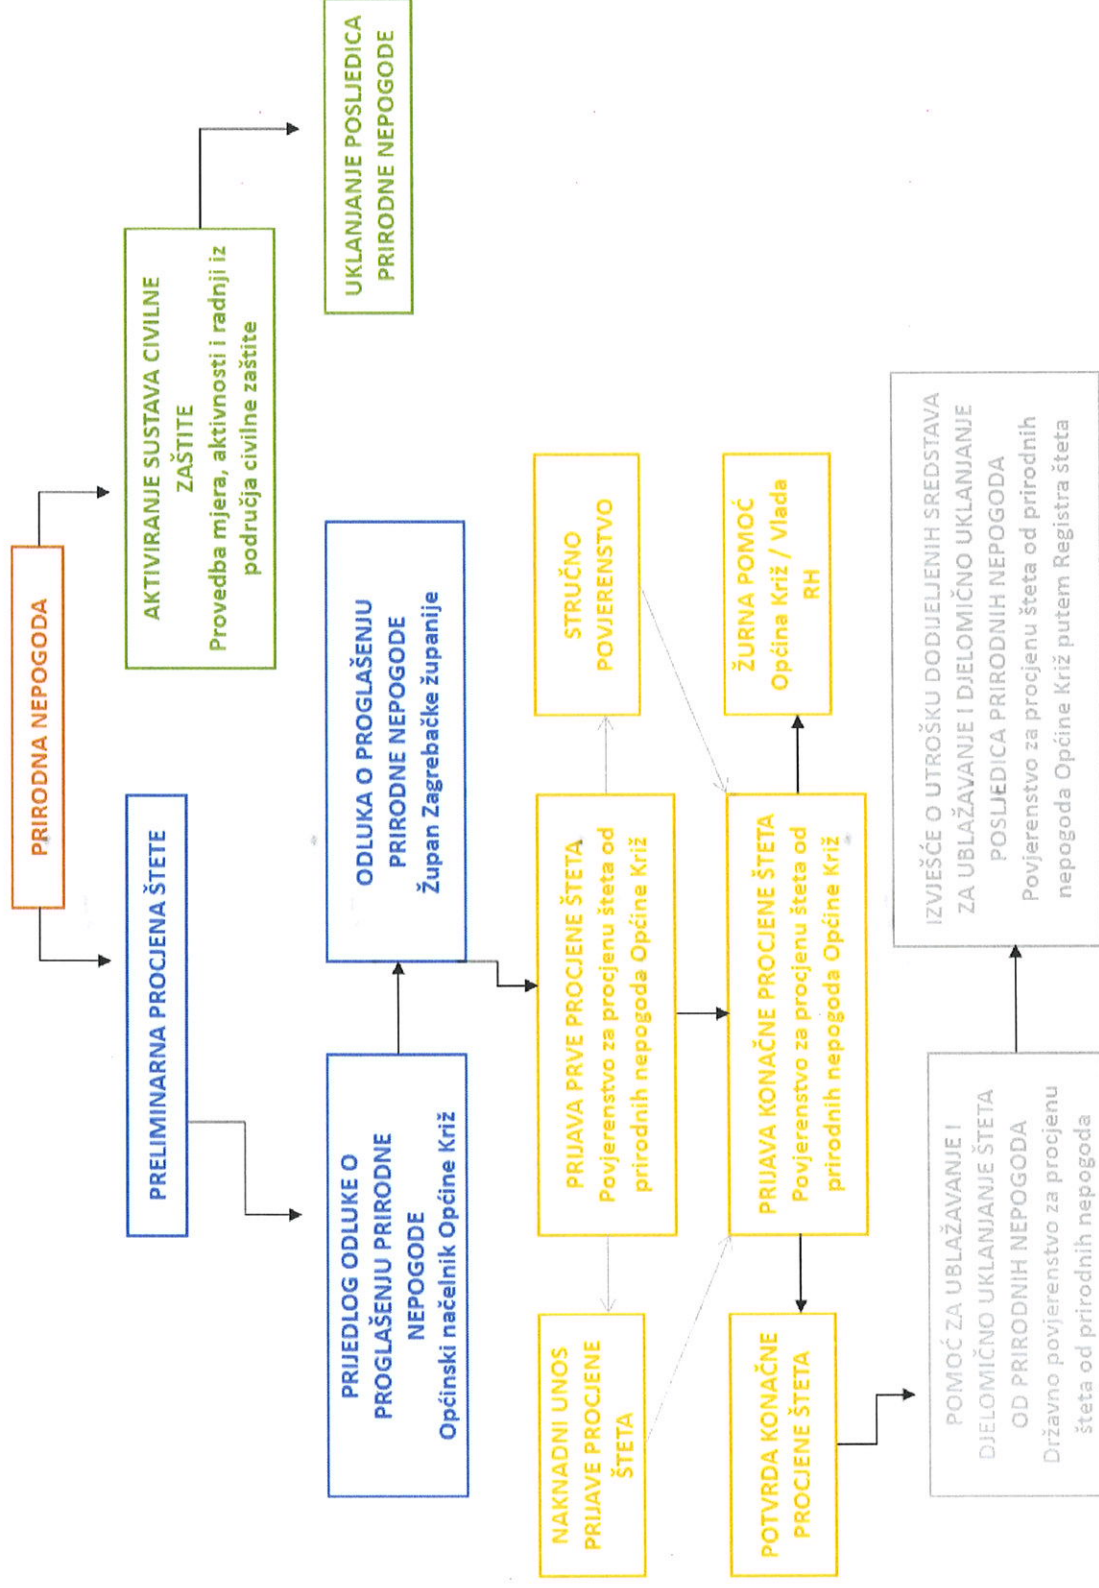 PRIRODNA NEPOGODA
PRELIMINARNA PROCJENA ŠTETE
AKTIVIRANJE SUSTAVA CIVILNE
ZAŠTITE
Provedba mjera, aktivnosti i radnji iz
područja civilne zaštite
PRIJEDLOG ODLUKE O
PROGLAŠENJU PRIRODNE
NEPOGODE
Općinski načelnik Općine Križ
ODLUKA O PROGLAŠENJU
PRIRODNE NEPOGODE
Župan Zagrebačke županije
UKLANJANJE POSLJEDICA
PRIRODNE NEPOGODE
NAKNADNI UNOS
PRIJAVE PROCJENE
ŠTETA
PRIJAVA PRVE PROCJENE ŠTETA
Povjerenstvo za procjenu šteta od
prirodnih nepogoda Općine Križ
STRUČNO
POVJERENSTVO
POTVRDA KONAČNE
PROCJENE ŠTETA
PRIJAVA KONAČNE PROCJENE ŠTETA
Povjerenstvo za procjenu šteta od
prirodnih nepogoda Općine Križ
ŽURNA POMOĆ
Općina Križ / Vlada
RH
POMOĆ ZA UBLAŽAVANJE I
DJELOMIČNO UKLANJANJE ŠTETA
OD PRIRODNIH NEPOGODA
Državno povjerenstvo za procjenu
šteta od prirodnih nepogoda
IZVJEŠĆE O UTROŠKU DODIJELJENIH SREDSTAVA
ZA UBLAŽAVANJE I DJELOMIČNO UKLANJANJE
POSLJEDICA PRIRODNIH NEPOGODA
Povjerenstvo za procjenu šteta od prirodnih
nepogoda Općine Križ putem Registra šteta